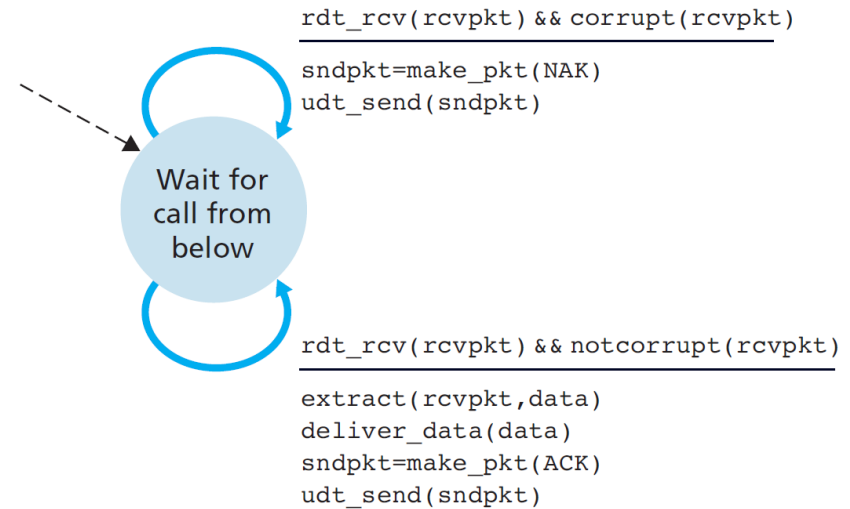 rdt_rcv(rcvpkt) && corrupt(rcvpkt)
sndpkt=make_pkt(NAK)
udt_send(sndpkt)
Wait for
call from
below
rdt_rcv(rcvpkt) && notcorrupt(rcvpkt)
extract(rcvpkt,data)
deliver_data(data)
sndpkt=make_pkt(ACK)
udt_send(sndpkt)